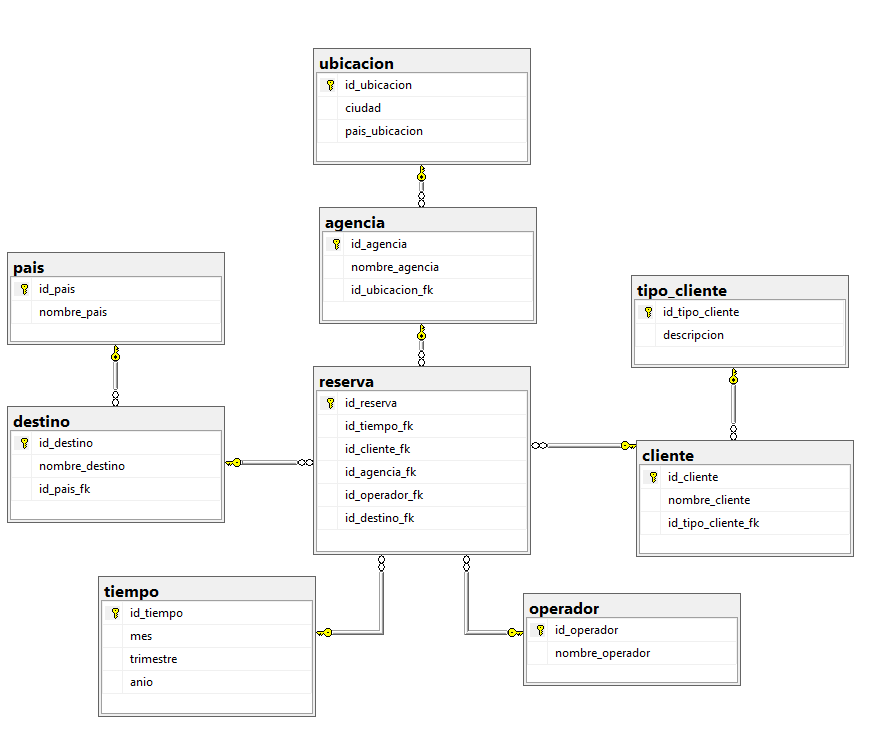 ubicacion
id_ubicacion
ciudad
pais_ubicacion
agencia
id_agencia
nombre_agencia
id_ubicacion_fk
pais
id_pais
nombre_pais
tipo_cliente
id_tipo_cliente
descripcion
reserva
id_reserva
id_tiempo_fk
id_cliente_fk
id_agencia_fk
id_operador_fk
id_destino_fk
destino
id_destino
nombre_destino
id_pais_fk
cliente
id_cliente
nombre_cliente
id_tipo_cliente_fk
tiempo
id_tiempo
mes
trimestre
anio
operador
id_operador
nombre_operador